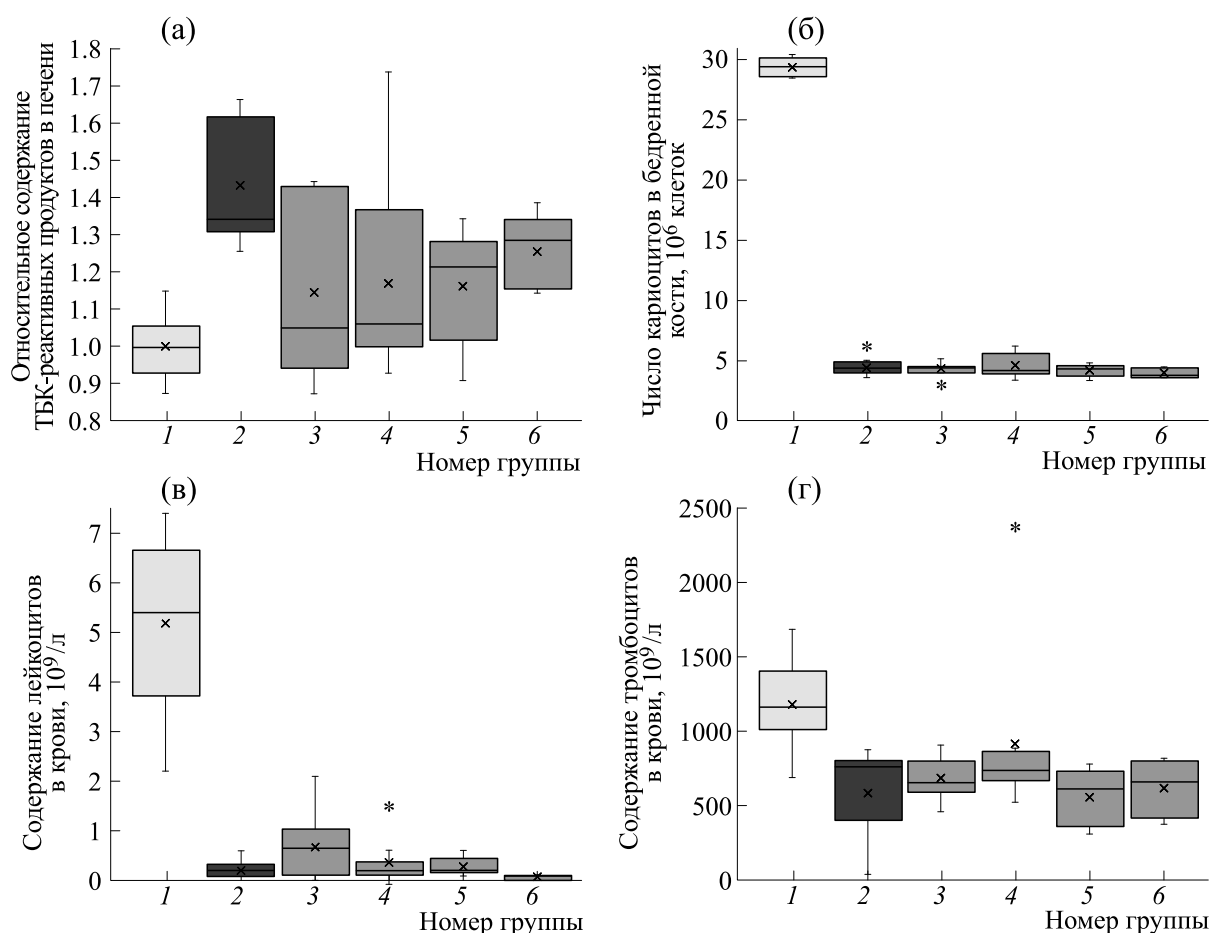 (а)
Относительное содержание
ТБК-реактивных продуктов в печени
1.8
1.7
1.6
1.5
1.4
1.3
1.2
1.1
1.0
0.9
0.8
1 2 3 4 5 6
Номер группы
(б)
Число кариоцитов в бедренной
кости, 10⁶ клеток
30
25
20
15
10
5
0
* *
1 2 3 4 5 6
Номер группы
(в)
Содержание лейкоцитов
в крови, 10⁹/л
7
6
5
4
3
2
1
0
*
1 2 3 4 5 6
Номер группы
(г)
Содержание тромбоцитов
в крови, 10⁹/л
2500
2000
1500
1000
500
0
*
1 2 3 4 5 6
Номер группы